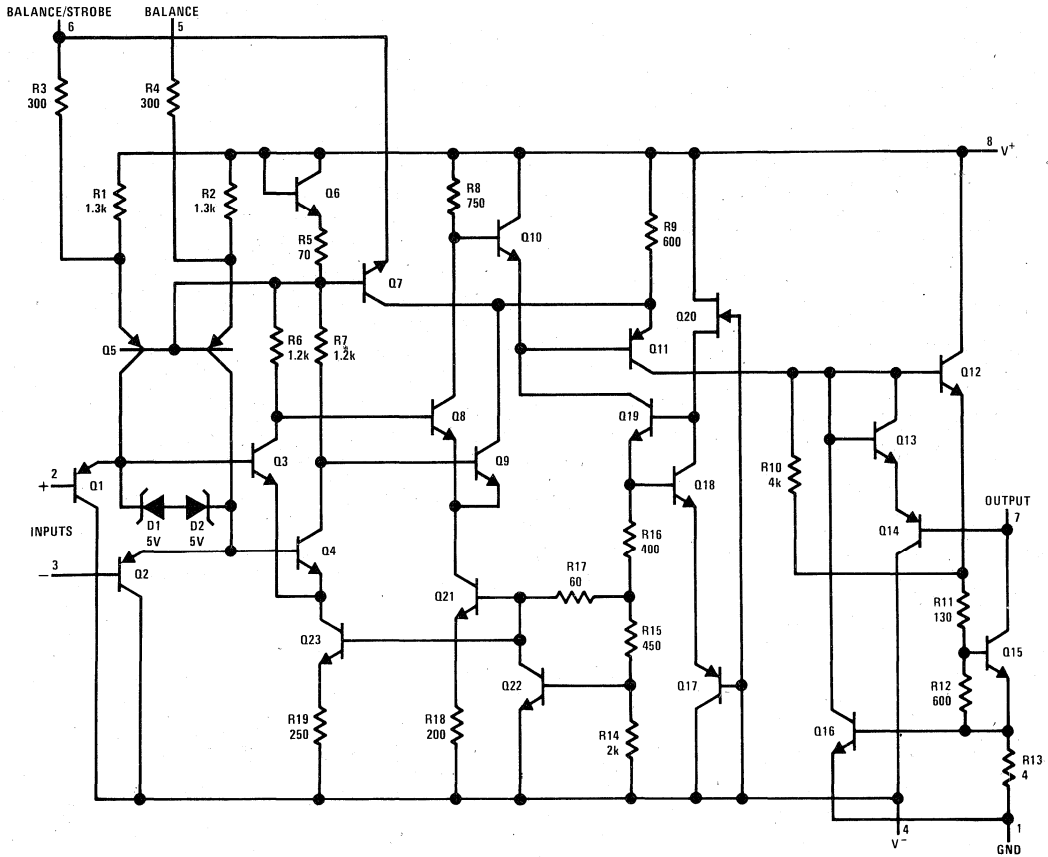 BALANCE/STROBE
6
BALANCE
5
R3
300
R4
300
8 V+
R1
1.3k
R2
1.3k
Q6
R5
70
R8
750
Q10
R9
600
Q7
Q20
R6
1.2k
R7
1.2k
Q5
Q11
Q12
Q8
Q19
Q13
2
+
Q1
Q3
Q9
Q18
R10
4k
OUTPUT
7
INPUTS
D1
5V
D2
5V
Q14
Q4
R16
400
3
−
Q2
R17
60
Q21
R11
130
Q23
R15
450
Q15
Q22
Q17
R12
600
R19
250
R18
200
R14
2k
Q16
R13
4
4
V−
1
GND